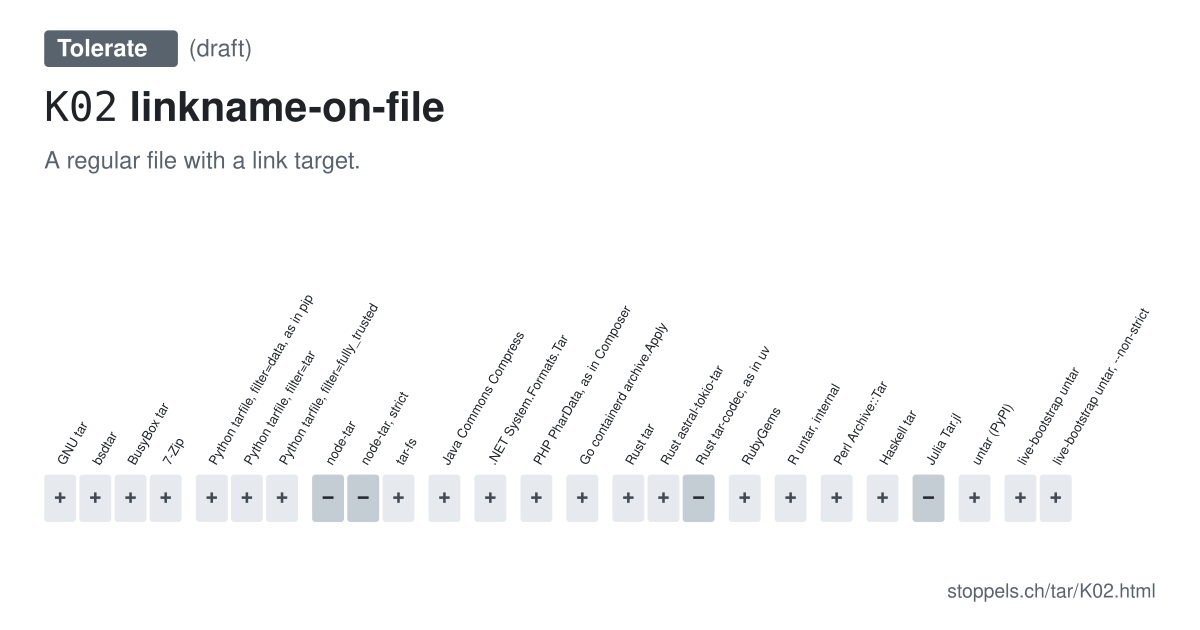 Tolerate (draft)
K02 linkname-on-file
A regular file with a link target.
GNU tar
bsdtar
BusyBox tar
7-Zip
Python tarfile, filter=data, as in pip
Python tarfile, filter=tar
Python tarfile, filter=fully_trusted
node-tar
node-tar, strict
tar-fs
Java Commons Compress
.NET System.Formats.Tar
PHP PharData, as in Composer
Go containerd archive.Apply
Rust tar
Rust astral-tokio-tar
Rust tar-codec, as in uv
RubyGems
R untar, internal
Perl Archive::Tar
Haskell tar
Julia Tar.jl
untar (PyPI)
live-bootstrap untar
live-bootstrap untar, --non-strict
+ + + + + + + − − + + + + + + + − + + + + − + + +
stoppels.ch/tar/K02.html